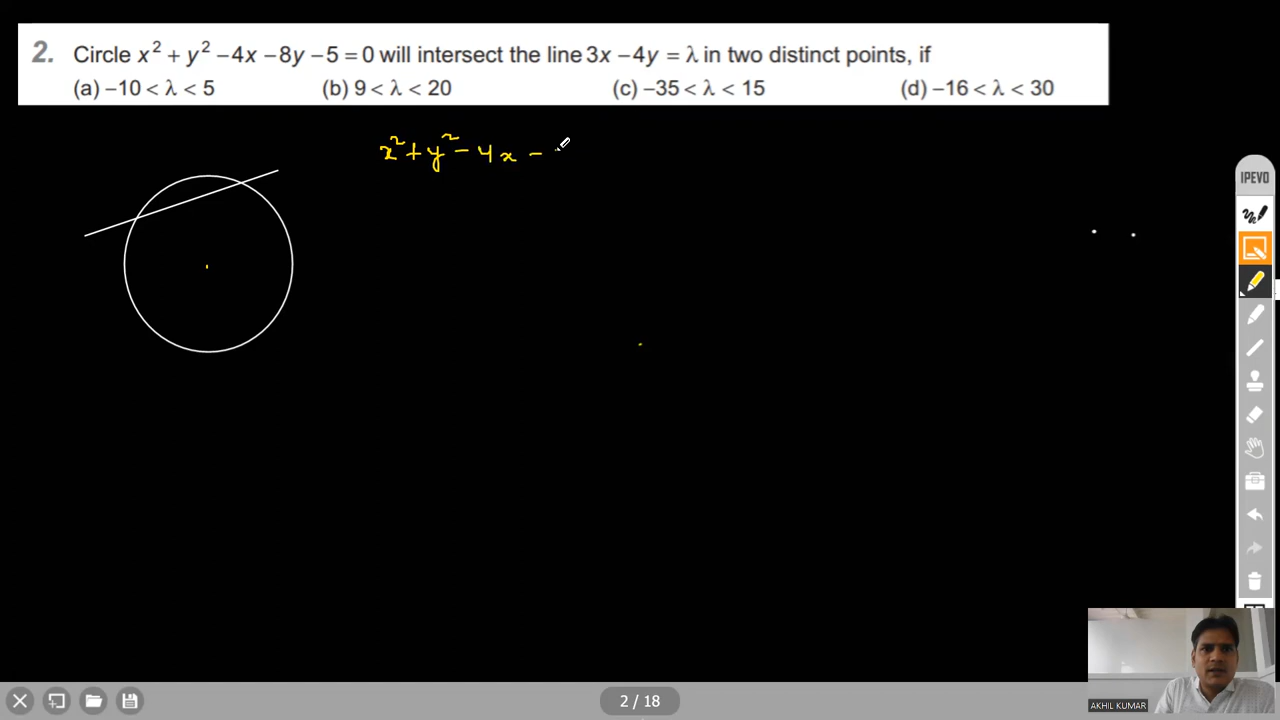 2. Circle x² + y² − 4x − 8y − 5 = 0 will intersect the line 3x − 4y = λ in two distinct points, if
(a) −10 < λ < 5 (b) 9 < λ < 20 (c) −35 < λ < 15 (d) −16 < λ < 30
x² + y² − 4x −
IPEVO
2 / 18
AKHIL KUMAR